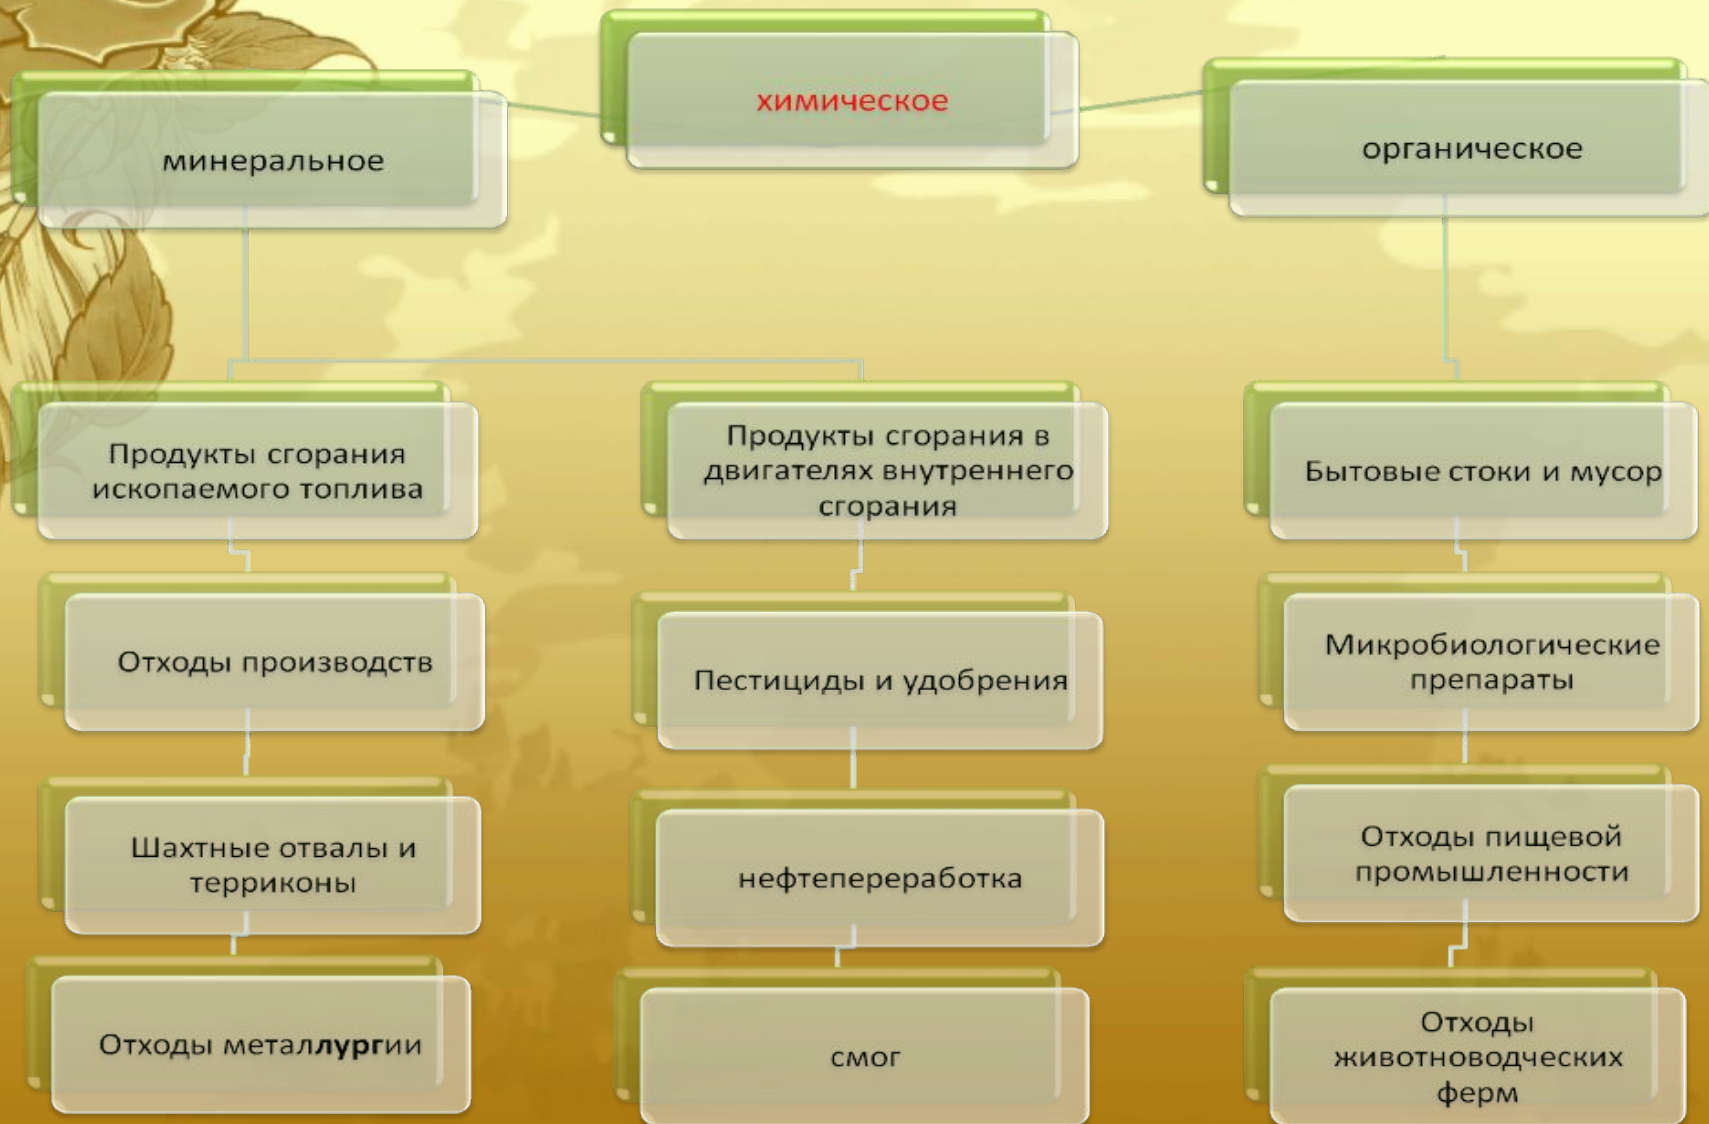 химическое
минеральное
органическое
Продукты сгорания
ископаемого топлива
Продукты сгорания в
двигателях внутреннего
сгорания
Бытовые стоки и мусор
Отходы производств
Пестициды и удобрения
Микробиологические
препараты
Шахтные отвалы и
терриконы
нефтепереработка
Отходы пищевой
промышленности
Отходы металлургии
смог
Отходы
животноводческих
ферм